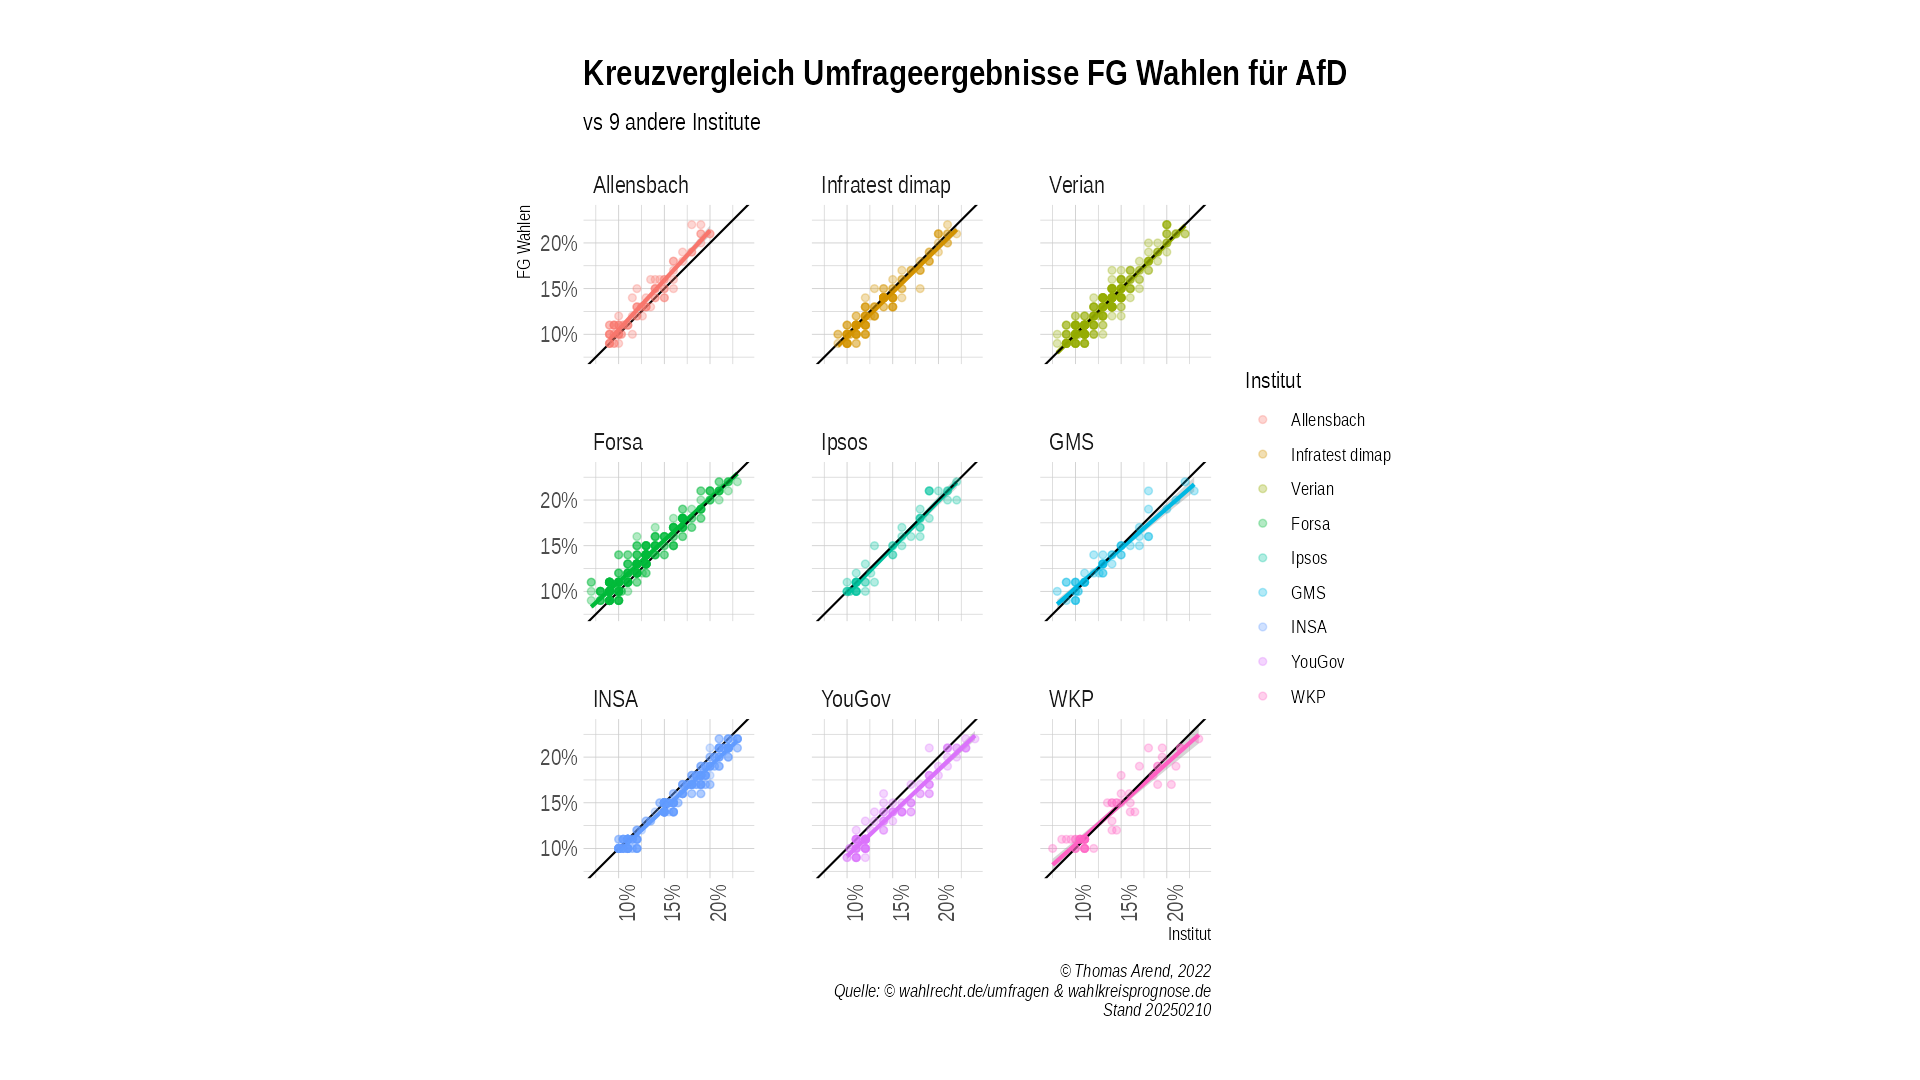 Kreuzvergleich Umfrageergebnisse FG Wahlen für AfD
vs 9 andere Institute
Allensbach
Infratest dimap
Verian
FG Wahlen
20%
15%
10%
Forsa
Ipsos
GMS
20%
15%
10%
INSA
YouGov
WKP
20%
15%
10%
10%
15%
20%
10%
15%
20%
10%
15%
20%
Institut
Institut
Allensbach
Infratest dimap
Verian
Forsa
Ipsos
GMS
INSA
YouGov
WKP
© Thomas Arend, 2022
Quelle: © wahlrecht.de/umfragen & wahlkreisprognose.de
Stand 20250210